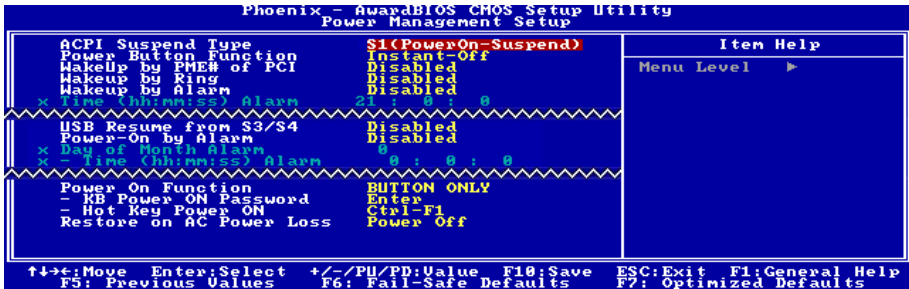 Phoenix - AwardBIOS CMOS Setup Utility
Power Management Setup
ACPI Suspend Type S1(PowerOn-Suspend)
Power Button Function Instant-Off
WakeUp by PME# of PCI Disabled
Wakeup by Ring Disabled
Wakeup by Alarm Disabled
x Time (hh:mm:ss) Alarm 21 : 0 : 0
USB Resume from S3/S4 Disabled
Power-On by Alarm Disabled
x Day of Month Alarm 0
x - Time (hh:mm:ss) Alarm 0 : 0 : 0
Power On Function BUTTON ONLY
- KB Power ON Password Enter
- Hot Key Power ON Ctrl-F1
Restore on AC Power Loss Power Off
Item Help
Menu Level ►
↑↓→←:Move Enter:Select +/-/PU/PD:Value F10:Save ESC:Exit F1:General Help
F5: Previous Values F6: Fail-Safe Defaults F7: Optimized Defaults